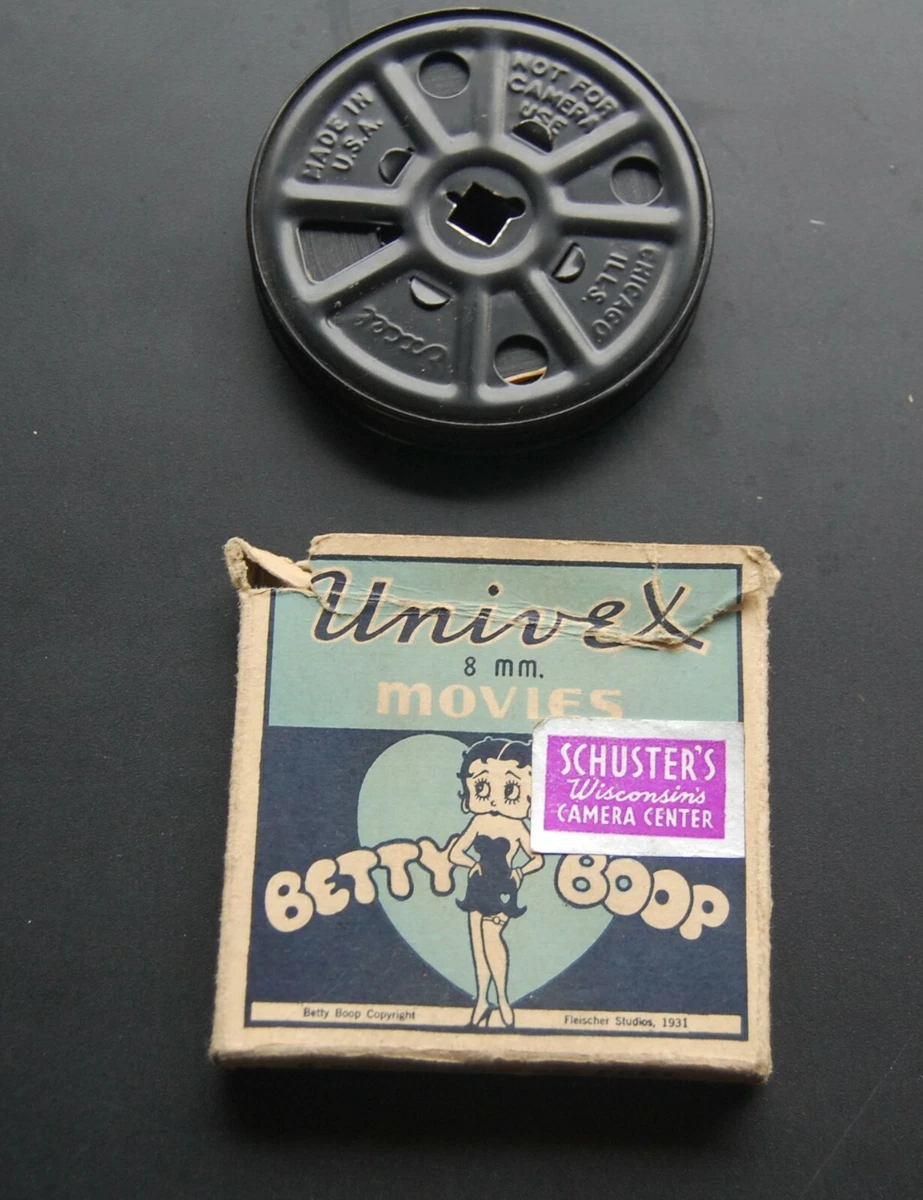 MADE IN
U.S.A.
NOT FOR
CAMERA
USE
CHICAGO
ILLS.
Excel
Univex
8 mm.
MOVIES
SCHUSTER'S
Wisconsin's
CAMERA CENTER
BETTY BOOP
Betty Boop Copyright Fleischer Studios, 1931